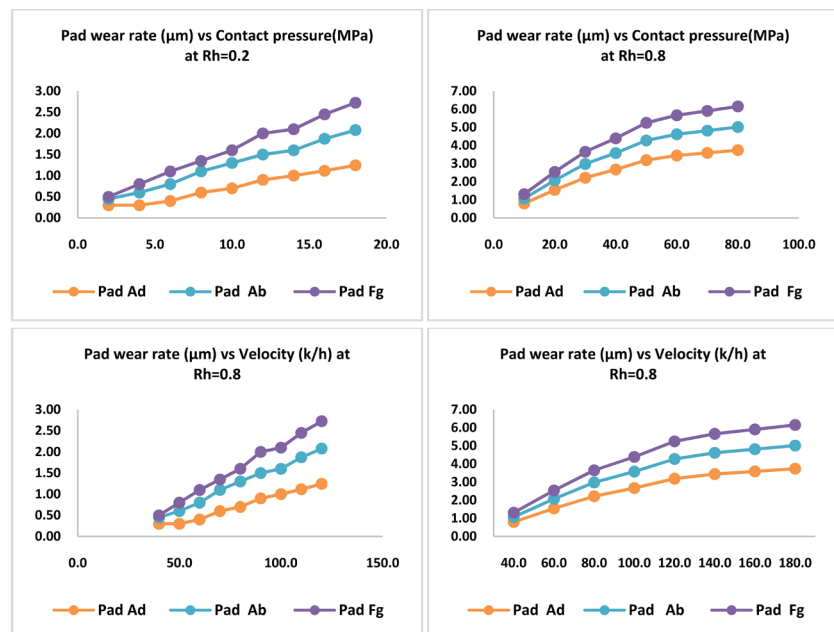 Pad wear rate (μm) vs Contact pressure(MPa)
at Rh=0.2
3.00
2.50
2.00
1.50
1.00
0.50
0.00
0.0 5.0 10.0 15.0 20.0
Pad Ad Pad Ab Pad Fg
Pad wear rate (μm) vs Contact pressure(MPa)
at Rh=0.8
7.00
6.00
5.00
4.00
3.00
2.00
1.00
0.00
0.0 20.0 40.0 60.0 80.0 100.0
Pad Ad Pad Ab Pad Fg
Pad wear rate (μm) vs Velocity (k/h) at
Rh=0.8
3.00
2.50
2.00
1.50
1.00
0.50
0.00
0.0 50.0 100.0 150.0
Pad Ad Pad Ab Pad Fg
Pad wear rate (μm) vs Velocity (k/h) at
Rh=0.8
7.00
6.00
5.00
4.00
3.00
2.00
1.00
0.00
40.0 60.0 80.0 100.0 120.0 140.0 160.0 180.0
Pad Ad Pad Ab Pad Fg